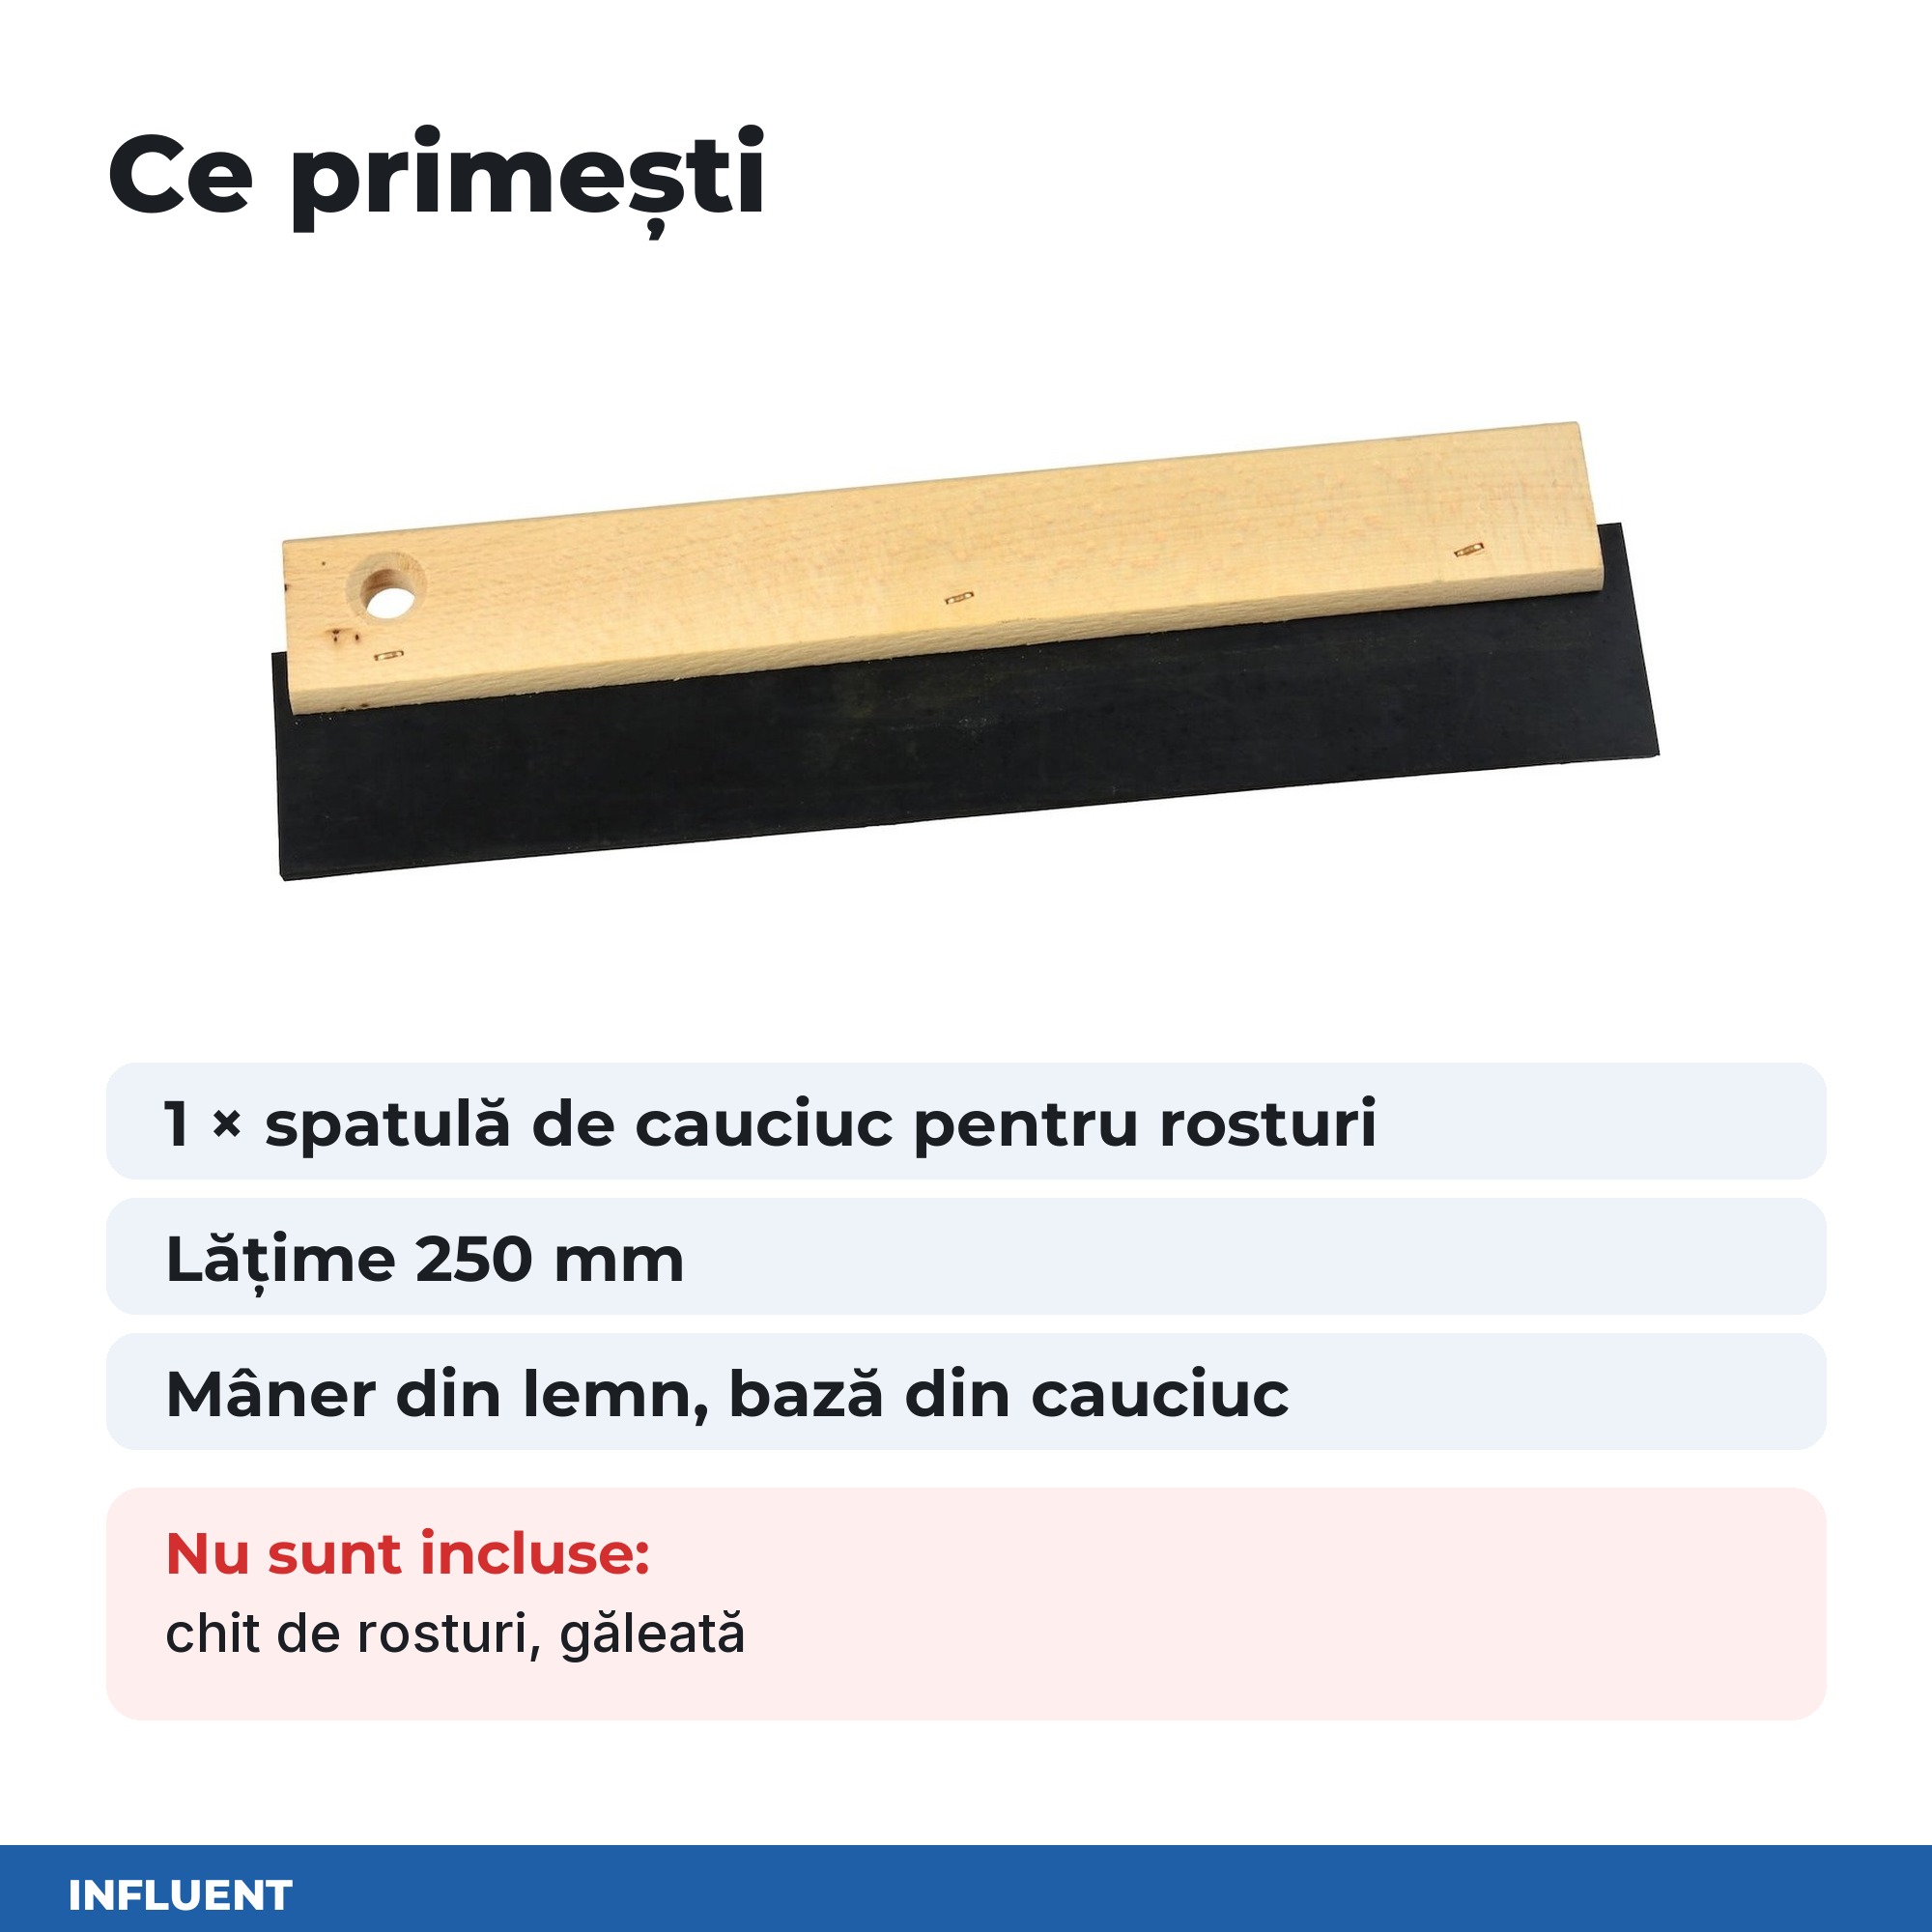 Ce primești
1 × spatulă de cauciuc pentru rosturi
Lățime 250 mm
Mâner din lemn, bază din cauciuc
Nu sunt incluse:
chit de rosturi, găleată
INFLUENT